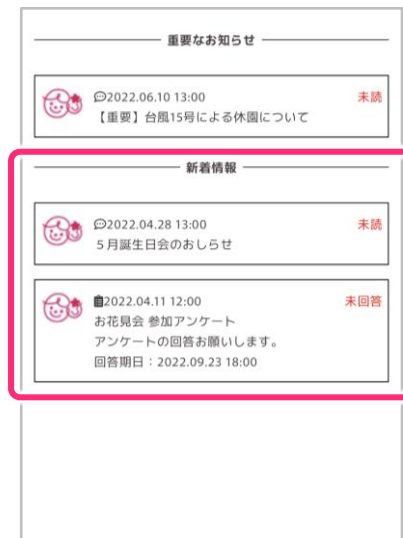 重要なお知らせ
2022.06.10 13:00
未読
【重要】台風15号による休園について
新着情報
2022.04.28 13:00
未読
５月誕生日会のおしらせ
2022.04.11 12:00
未回答
お花見会 参加アンケート
アンケートの回答お願いします。
回答期日：2022.09.23 18:00